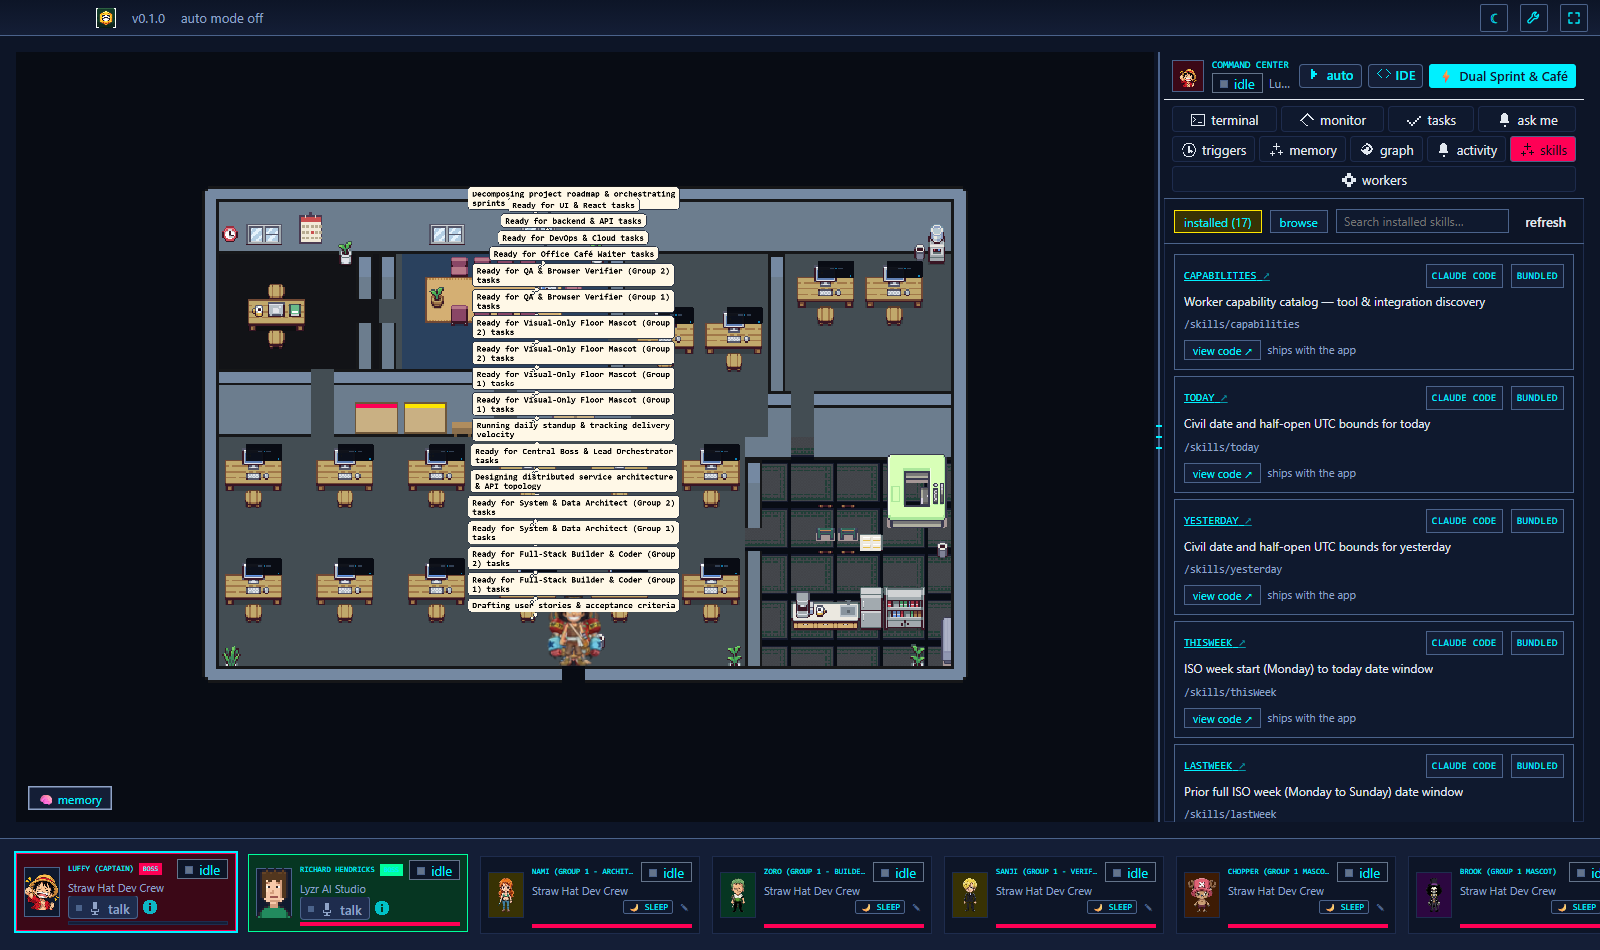 v0.1.0 auto mode off
COMMAND CENTER
idle Lu...
auto
IDE
Dual Sprint & Café
terminal
monitor
tasks
ask me
triggers
memory
graph
activity
skills
workers
installed (17)
browse
Search installed skills...
refresh
CAPABILITIES
CLAUDE CODE
BUNDLED
Worker capability catalog — tool & integration discovery
/skills/capabilities
view code
ships with the app
TODAY
CLAUDE CODE
BUNDLED
Civil date and half-open UTC bounds for today
/skills/today
view code
ships with the app
YESTERDAY
CLAUDE CODE
BUNDLED
Civil date and half-open UTC bounds for yesterday
/skills/yesterday
view code
ships with the app
THISWEEK
CLAUDE CODE
BUNDLED
ISO week start (Monday) to today date window
/skills/thisweek
view code
ships with the app
LASTWEEK
CLAUDE CODE
BUNDLED
Prior full ISO week (Monday to Sunday) date window
/skills/lastweek
Decomposing project roadmap & orchestrating
sprints
Ready for UI & React tasks
Ready for backend & API tasks
Ready for DevOps & Cloud tasks
Ready for Office Café Waiter tasks
Ready for QA & Browser Verifier (Group 2)
tasks
Ready for QA & Browser Verifier (Group 1)
tasks
Ready for Visual-Only Floor Mascot (Group
2) tasks
Ready for Visual-Only Floor Mascot (Group
2) tasks
Ready for Visual-Only Floor Mascot (Group
1) tasks
Ready for Visual-Only Floor Mascot (Group
1) tasks
Running daily standup & tracking delivery
velocity
Ready for Central Boss & Lead Orchestrator
tasks
Designing distributed service architecture
& API topology
Ready for System & Data Architect (Group 2)
tasks
Ready for System & Data Architect (Group 1)
tasks
Ready for Full-Stack Builder & Coder (Group
2) tasks
Ready for Full-Stack Builder & Coder (Group
1) tasks
Drafting user stories & acceptance criteria
memory
LUFFY (CAPTAIN) BOSS
idle
Straw Hat Dev Crew
talk
RICHARD HENDRICKS
idle
Lyzr AI Studio
talk
NAMI (GROUP 1 - ARCHIT...
idle
Straw Hat Dev Crew
SLEEP
ZORO (GROUP 1 - BUILDE...
idle
Straw Hat Dev Crew
SLEEP
SANJI (GROUP 1 - VERIF...
idle
Straw Hat Dev Crew
SLEEP
CHOPPER (GROUP 1 MASCO...
idle
Straw Hat Dev Crew
SLEEP
BROOK (GROUP 1 MASCOT)
Straw Hat Dev Crew
SLEEP